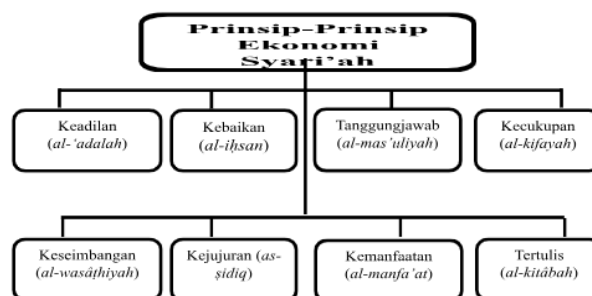 Prinsip-Prinsip
Ekonomi
Syari’ah
Keadilan
(al-‘adalah)
Kebaikan
(al-iḥsan)
Tanggungjawab
(al-mas’uliyah)
Kecukupan
(al-kifayah)
Keseimbangan
(al-wasâṭhiyah)
Kejujuran (as-
ṣidiq)
Kemanfaatan
(al-manfa’at)
Tertulis
(al-kitâbah)